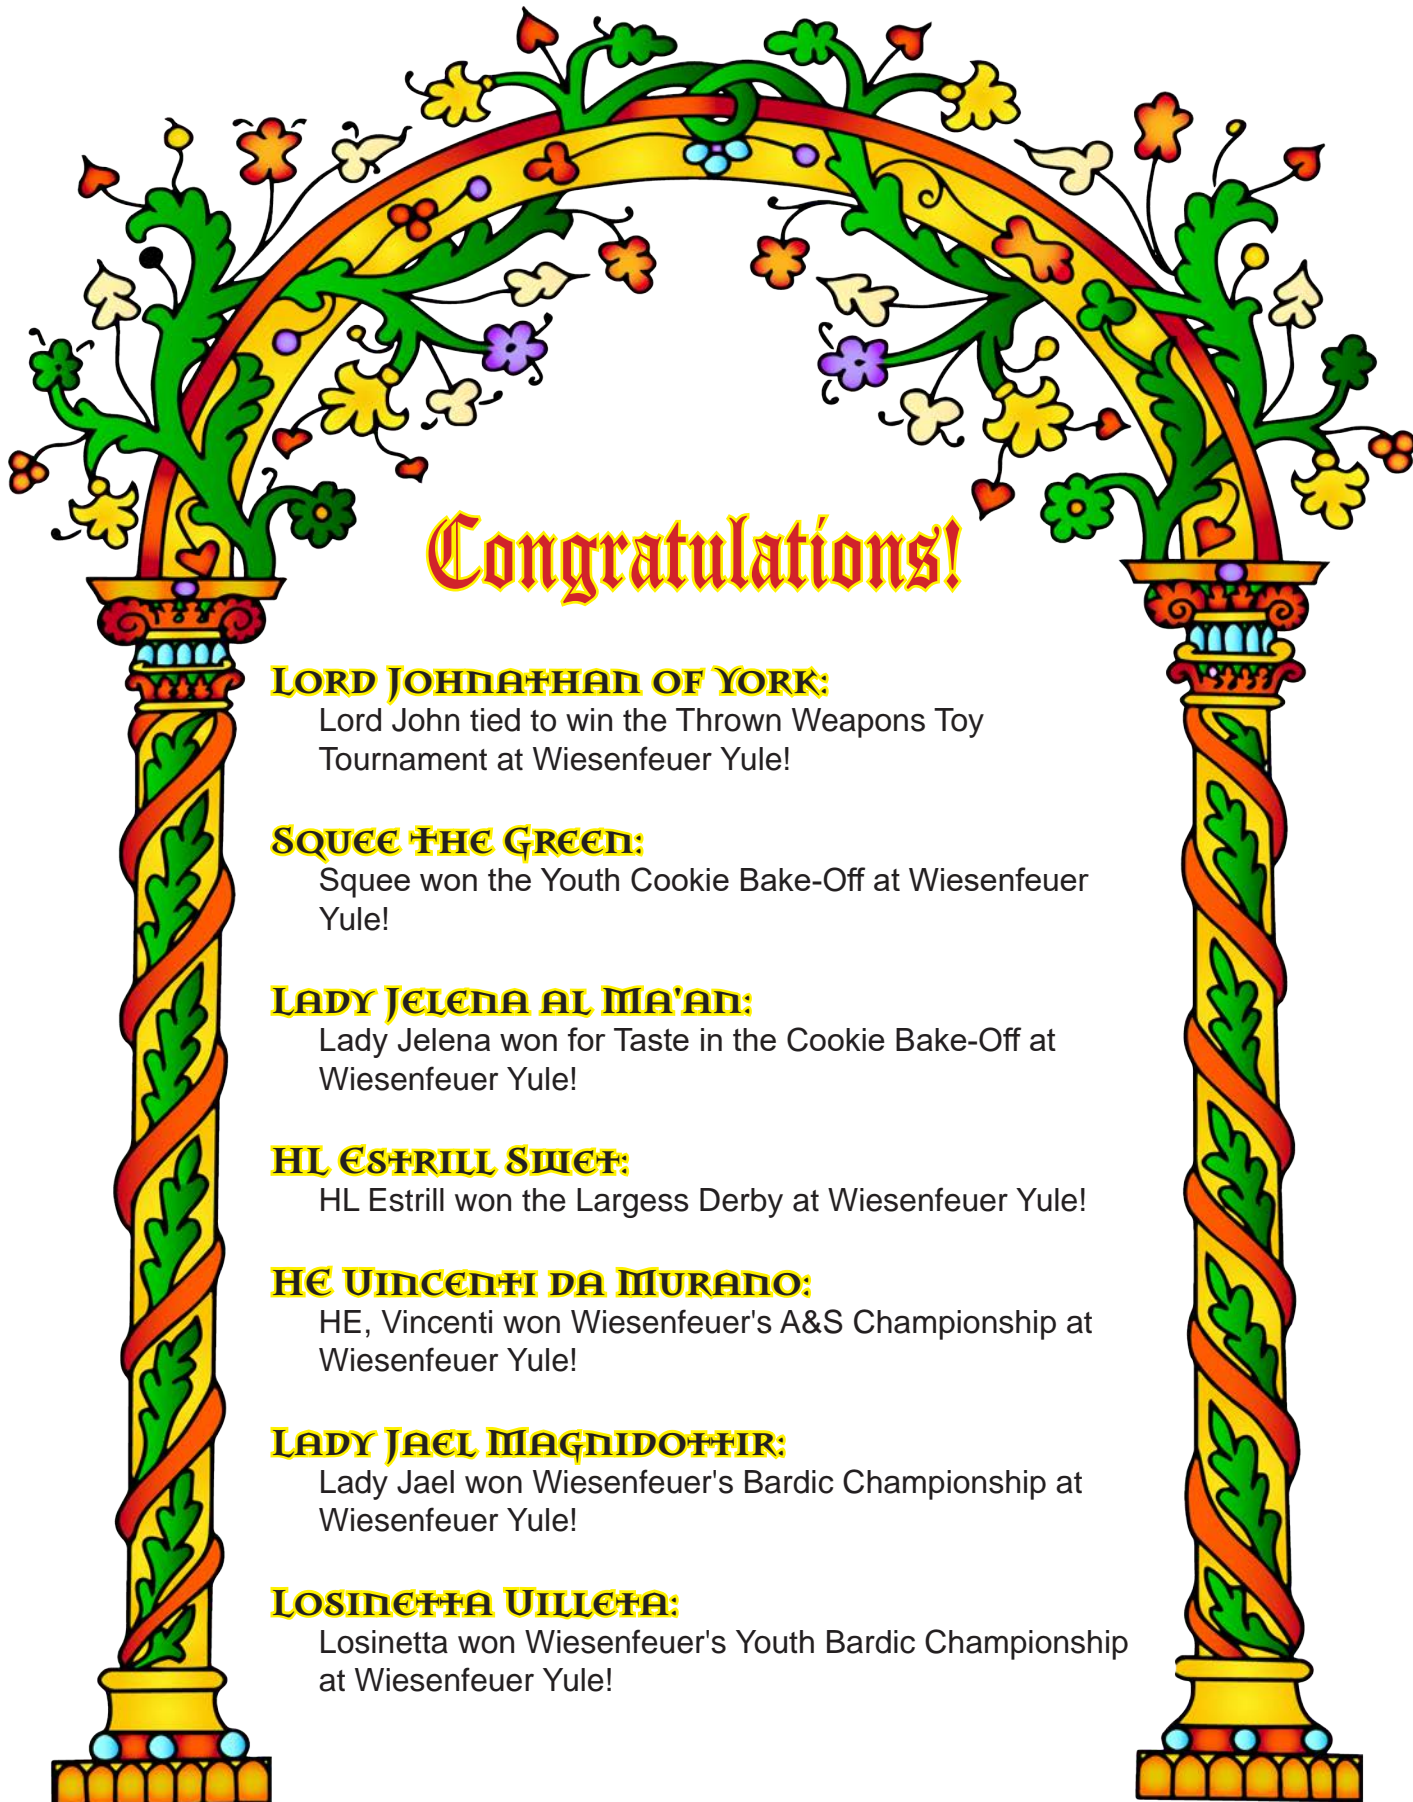 Congratulations!
Lord Johnathan of York:
Lord John tied to win the Thrown Weapons Toy
Tournament at Wiesenfeuer Yule!
Squee the Green:
Squee won the Youth Cookie Bake-Off at Wiesenfeuer
Yule!
Lady Jelena al Ma'an:
Lady Jelena won for Taste in the Cookie Bake-Off at
Wiesenfeuer Yule!
HL Estrill Swet:
HL Estrill won the Largess Derby at Wiesenfeuer Yule!
HE Vincenti da Murano:
HE, Vincenti won Wiesenfeuer's A&S Championship at
Wiesenfeuer Yule!
Lady Jael Magnidottir:
Lady Jael won Wiesenfeuer's Bardic Championship at
Wiesenfeuer Yule!
Losinetta Villeta:
Losinetta won Wiesenfeuer's Youth Bardic Championship
at Wiesenfeuer Yule!